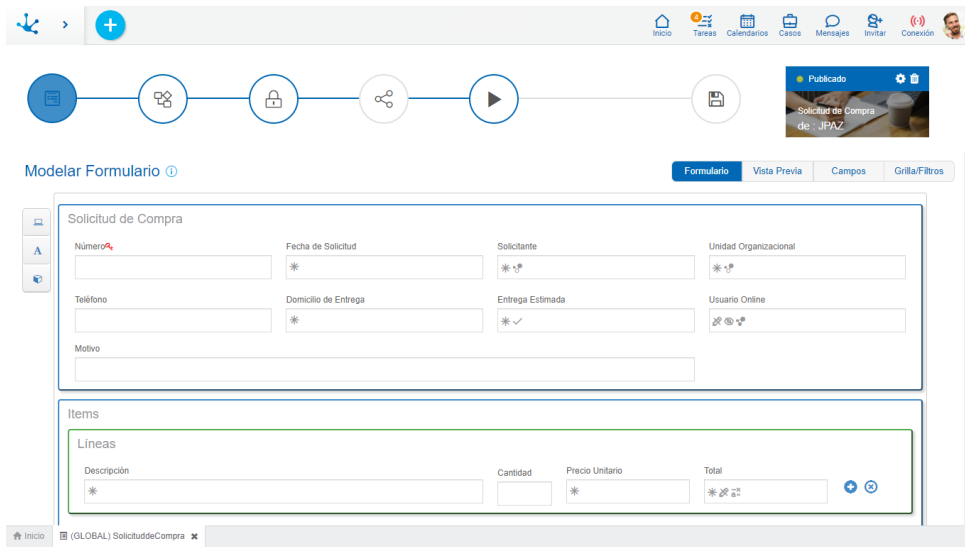 4
Inicio Tareas Calendarios Casos Mensajes Invitar Conexión
Publicado
Solicitud de Compra
de : JPAZ
Modelar Formulario
Formulario Vista Previa Campos Grilla/Filtros
Solicitud de Compra
Número Fecha de Solicitud Solicitante Unidad Organizacional
Teléfono Domicilio de Entrega Entrega Estimada Usuario Online
Motivo
Items
Líneas
Descripción Cantidad Precio Unitario Total
Inicio (GLOBAL) SolicituddeCompra